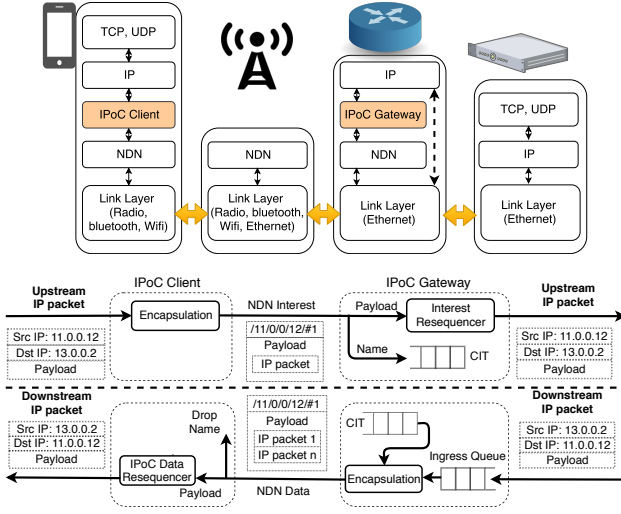 TCP, UDP
IP
IPoC Client
NDN
Link Layer
(Radio,
bluetooth, Wifi)
NDN
Link Layer
(Radio, bluetooth,
Wifi, Ethernet)
IP
IPoC Gateway
NDN
Link Layer
(Ethernet)
TCP, UDP
IP
Link Layer
(Ethernet)
Upstream
IP packet
Src IP: 11.0.0.12
Dst IP: 13.0.0.2
Payload
IPoC Client
Encapsulation
NDN Interest
/11/0/0/12/#1
Payload
IP packet
IPoC Gateway
Payload
Interest
Resequencer
Name
CIT
Upstream
IP packet
Src IP: 11.0.0.12
Dst IP: 13.0.0.2
Payload
Downstream
IP packet
Src IP: 13.0.0.2
Dst IP: 11.0.0.12
Payload
Drop
Name
IPoC Data
Resequencer
Payload
/11/0/0/12/#1
Payload
IP packet 1
IP packet n
NDN Data
CIT
Ingress Queue
Encapsulation
Downstream
IP packet
Src IP: 13.0.0.2
Dst IP: 11.0.0.12
Payload